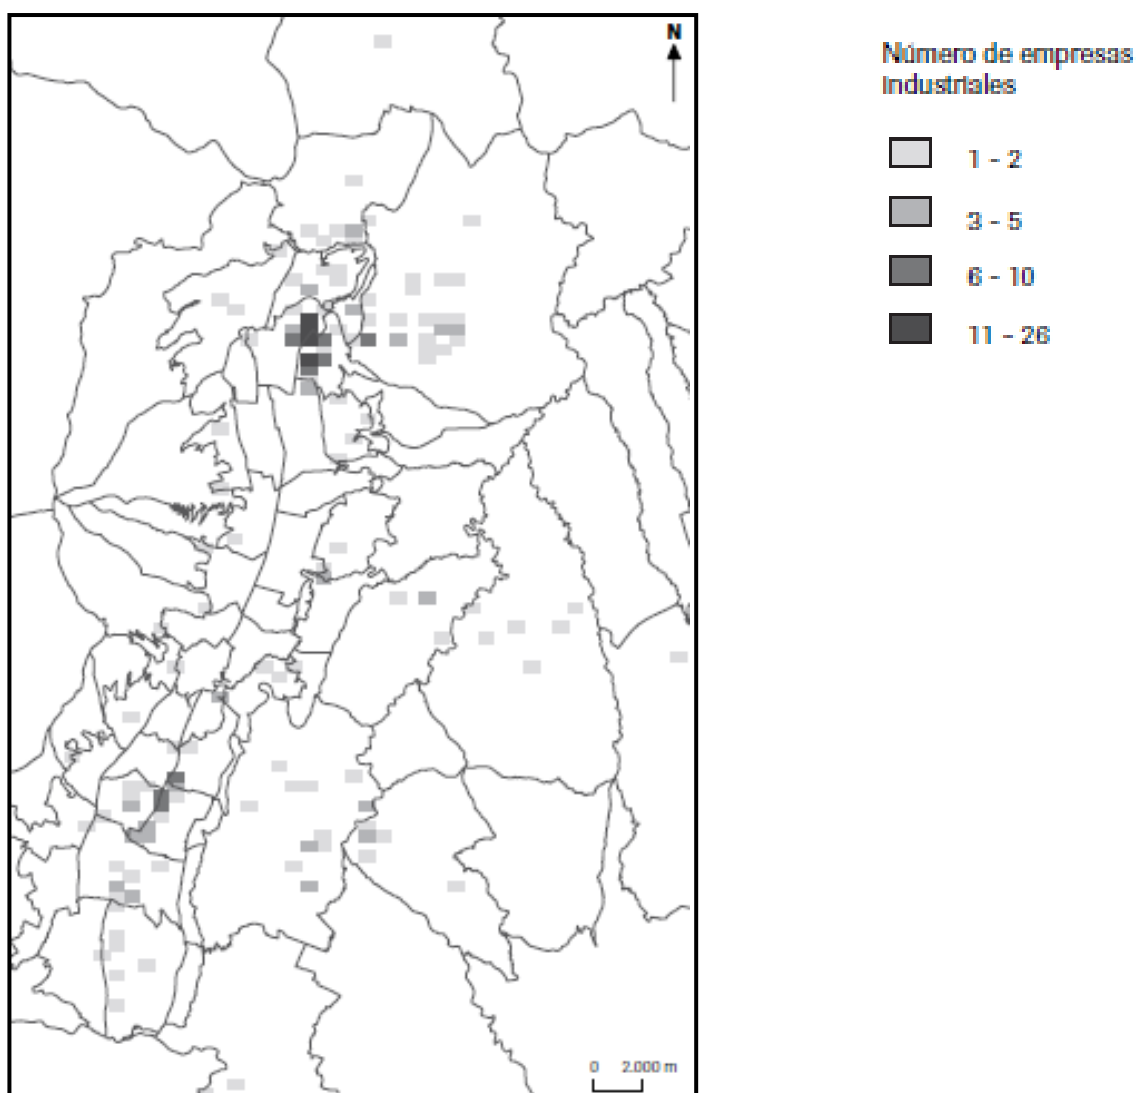 N
Número de empresas
industriales
1 - 2
3 - 5
6 - 10
11 - 26
0 2.000 m